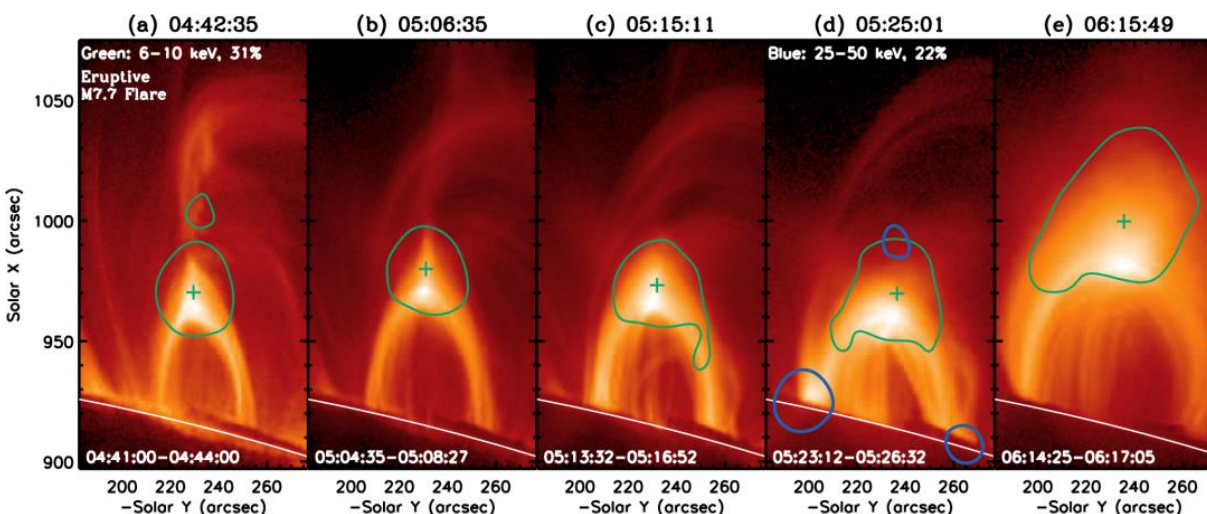 (a) 04:42:35
(b) 05:06:35
(c) 05:15:11
(d) 05:25:01
(e) 06:15:49
Green: 6-10 keV, 31%
Eruptive
M7.7 Flare
Blue: 25-50 keV, 22%
Solar X (arcsec)
1050
1000
950
900
04:41:00-04:44:00
05:04:35-05:08:27
05:13:32-05:16:52
05:23:12-05:26:32
06:14:25-06:17:05
200 220 240 260
200 220 240 260
200 220 240 260
200 220 240 260
200 220 240 260
-Solar Y (arcsec)
-Solar Y (arcsec)
-Solar Y (arcsec)
-Solar Y (arcsec)
-Solar Y (arcsec)